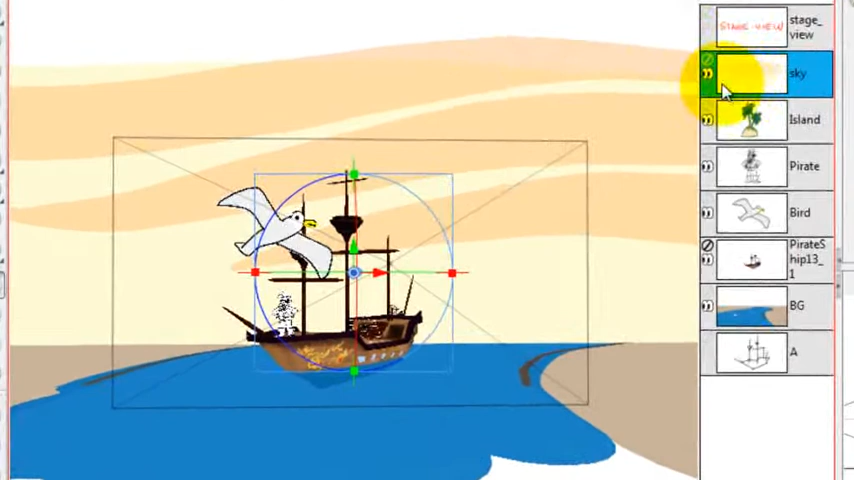 STAGE VIEW
stage_
view
sky
Island
Pirate
Bird
PirateS
hip13_
1
BG
A